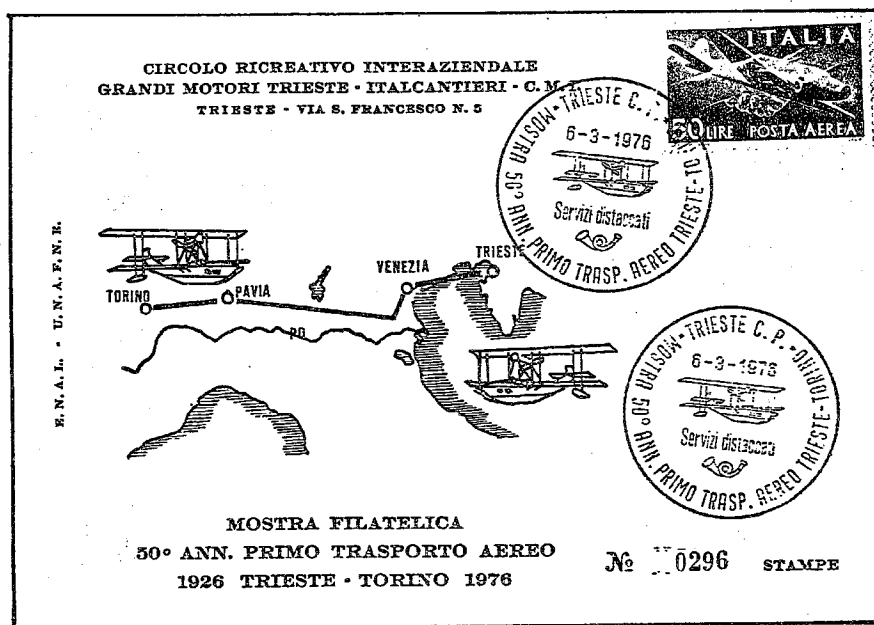 CIRCOLO RICREATIVO INTERAZIENDALE
GRANDI MOTORI TRIESTE - ITALCANTIERI - C. M.
TRIESTE - VIA S. FRANCESCO N. 5
ITALIA
50 LIRE POSTA AEREA
MOSTRA 50° ANN. PRIMO TRASP. AEREO TRIESTE-TO
TRIESTE C.
6-3-1976
Servizi distaccati
E. N. A. L. - U. N. A. F. N. E.
TORINO
PAVIA
VENEZIA
TRIESTE
PO
MOSTRA 50° ANN. PRIMO TRASP. AEREO TRIESTE-TORINO
TRIESTE C. P.
6-3-1976
Servizi distaccati
MOSTRA FILATELICA
50° ANN. PRIMO TRASPORTO AEREO
1926 TRIESTE - TORINO 1976
No 0296 STAMPE